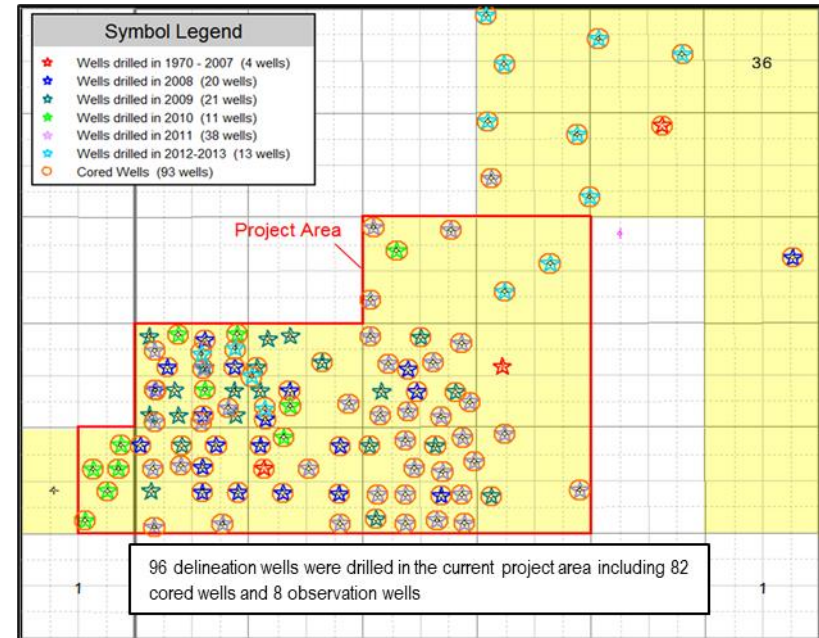 Symbol Legend
Wells drilled in 1970 - 2007 (4 wells)
Wells drilled in 2008 (20 wells)
Wells drilled in 2009 (21 wells)
Wells drilled in 2010 (11 wells)
Wells drilled in 2011 (38 wells)
Wells drilled in 2012-2013 (13 wells)
Cored Wells (93 wells)
36
Project Area
96 delineation wells were drilled in the current project area including 82
cored wells and 8 observation wells
1
1